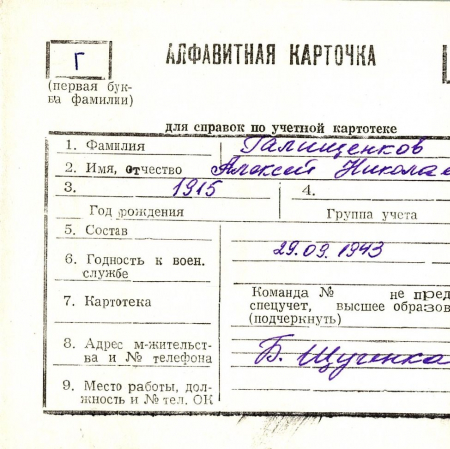 Г
АЛФАВИТНАЯ КАРТОЧКА
(первая бук-
ва фамилии)
для справок по учетной картотеке
1. Фамилия Галищенков
2. Имя, отчество Алексей Николае
3. 1915 4.
Год рождения Группа учета
5. Состав
29.09.1943
6. Годность к воен.
службе
Команда № не пред
7. Картотека спецучет, высшее образов
(подчеркнуть)
8. Адрес м-жительст-
ва и № телефона Б. Щученка
9. Место работы, дол-
жность и № тел. ОК